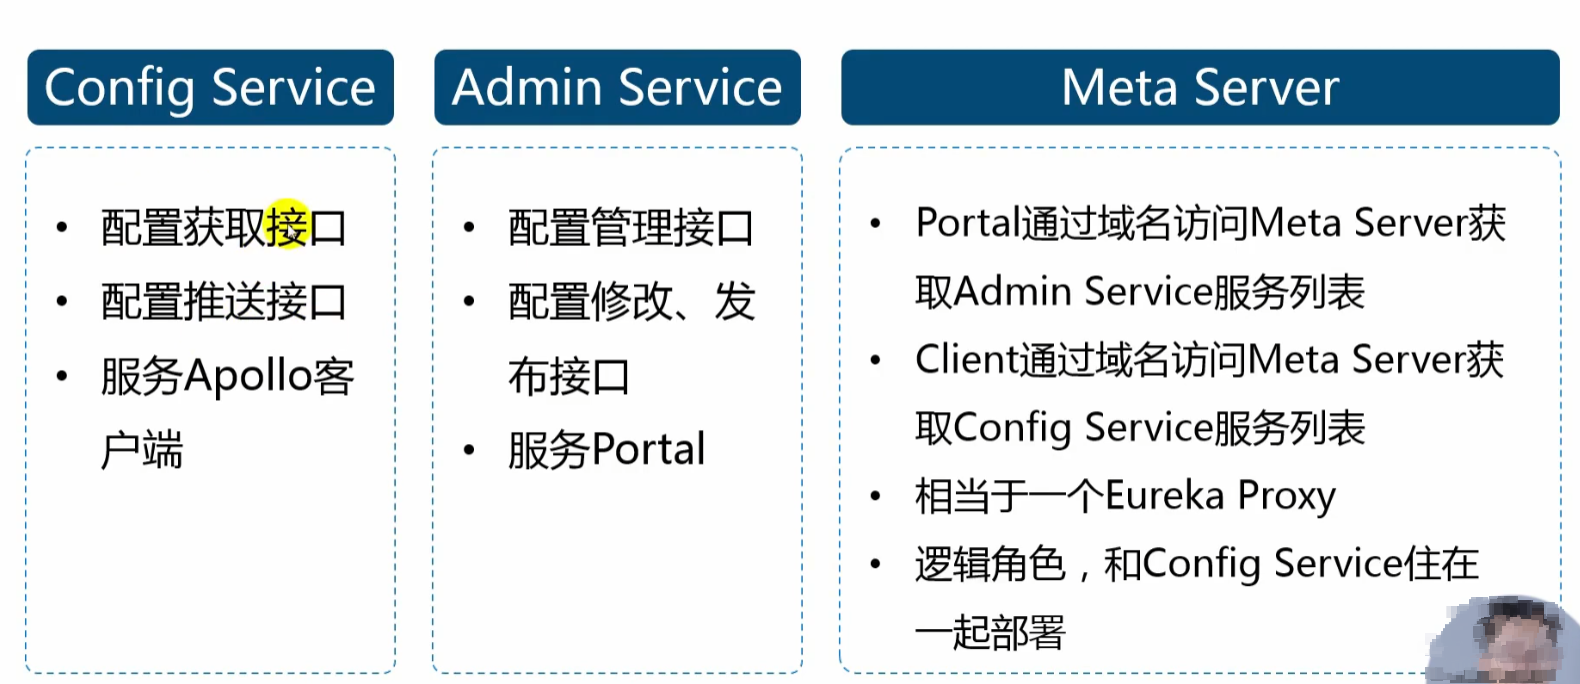 Config Service
• 配置获取接口
• 配置推送接口
• 服务Apollo客
户端
Admin Service
• 配置管理接口
• 配置修改、发
布接口
• 服务Portal
Meta Server
• Portal通过域名访问Meta Server获
取Admin Service服务列表
• Client通过域名访问Meta Server获
取Config Service服务列表
• 相当于一个Eureka Proxy
• 逻辑角色，和Config Service住在
一起部署